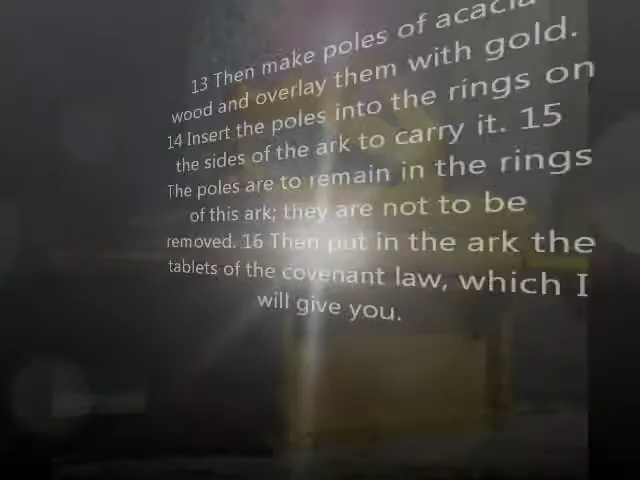 13 Then make poles of acacia
wood and overlay them with gold.
14 Insert the poles into the rings on
the sides of the ark to carry it. 15
The poles are to remain in the rings
of this ark; they are not to be
removed. 16 Then put in the ark the
tablets of the covenant law, which I
will give you.